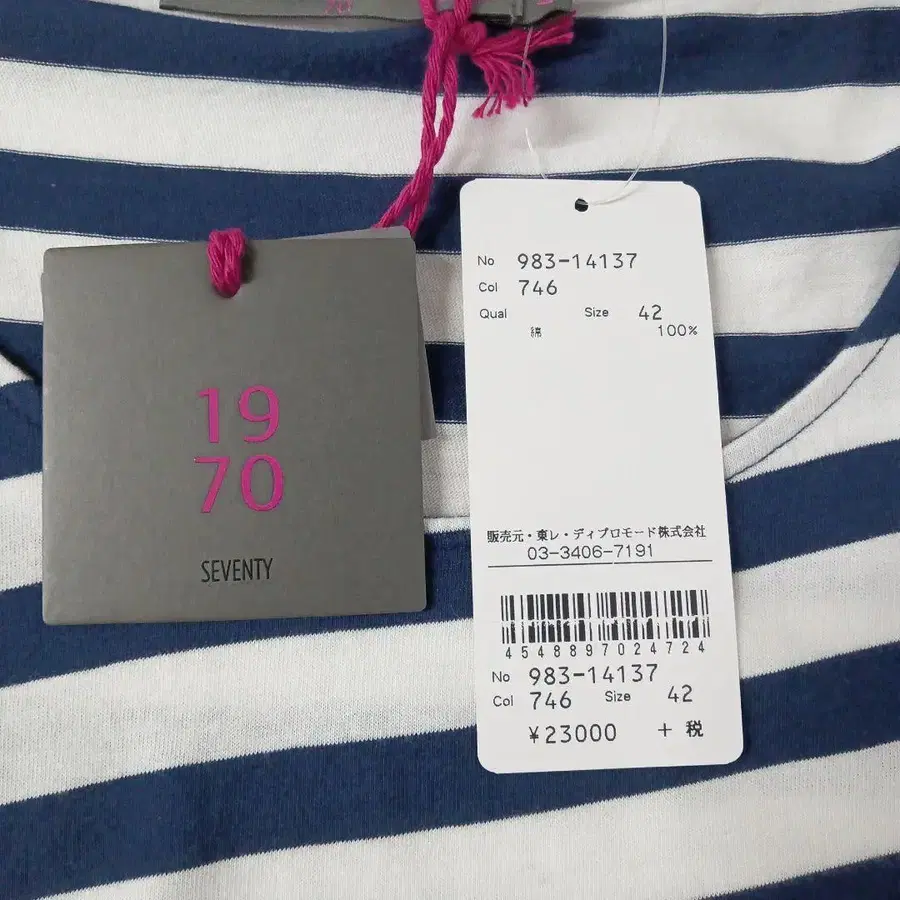 19
70
SEVENTY
No 983-14137
Col 746
Qual Size 42
綿 100%
販売元・東レ・ディプロモード株式会社
03-3406-7191
4548897024724
No 983-14137
Col 746 Size 42
¥23000 + 税